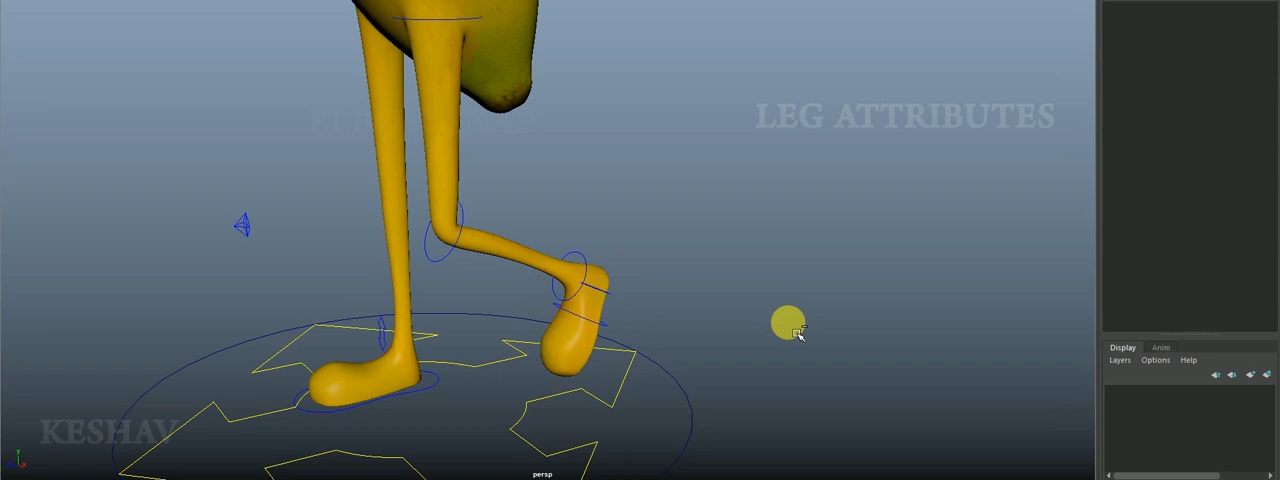 LEG ATTRIBUTES
Display Anim
Layers Options Help
KESHAV
persp